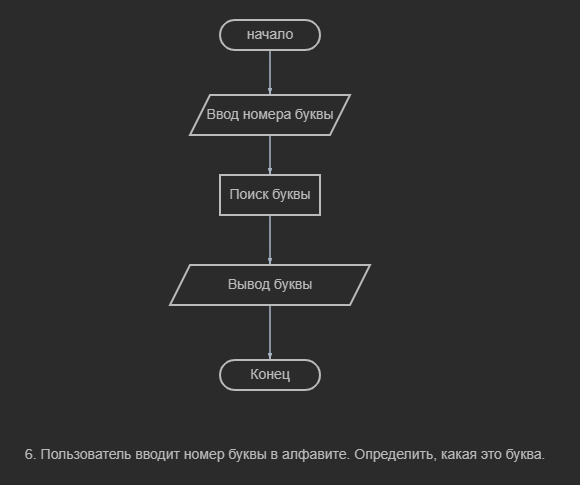 начало
Ввод номера буквы
Поиск буквы
Вывод буквы
Конец
6. Пользователь вводит номер буквы в алфавите. Определить, какая это буква.